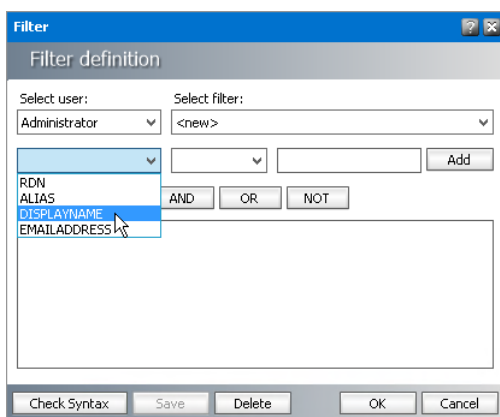 Filter
Filter definition
Select user: Select filter:
Administrator <new>
Add
RDN
ALIAS AND OR NOT
DISPLAYNAME
EMAILADDRESS
Check Syntax Save Delete OK Cancel